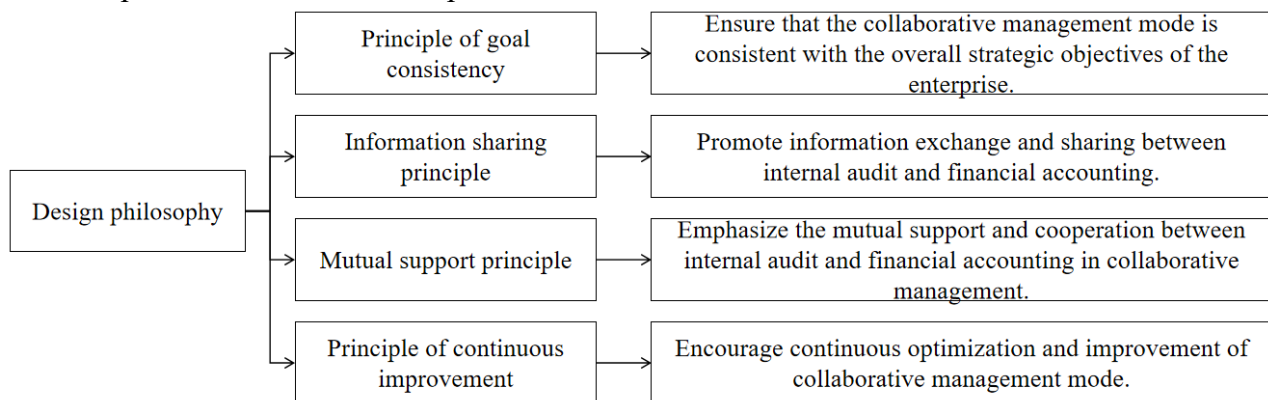 Design philosophy
Principle of goal
consistency
Ensure that the collaborative management mode is
consistent with the overall strategic objectives of the
enterprise.
Information sharing
principle
Promote information exchange and sharing between
internal audit and financial accounting.
Mutual support principle
Emphasize the mutual support and cooperation between
internal audit and financial accounting in collaborative
management.
Principle of continuous
improvement
Encourage continuous optimization and improvement of
collaborative management mode.